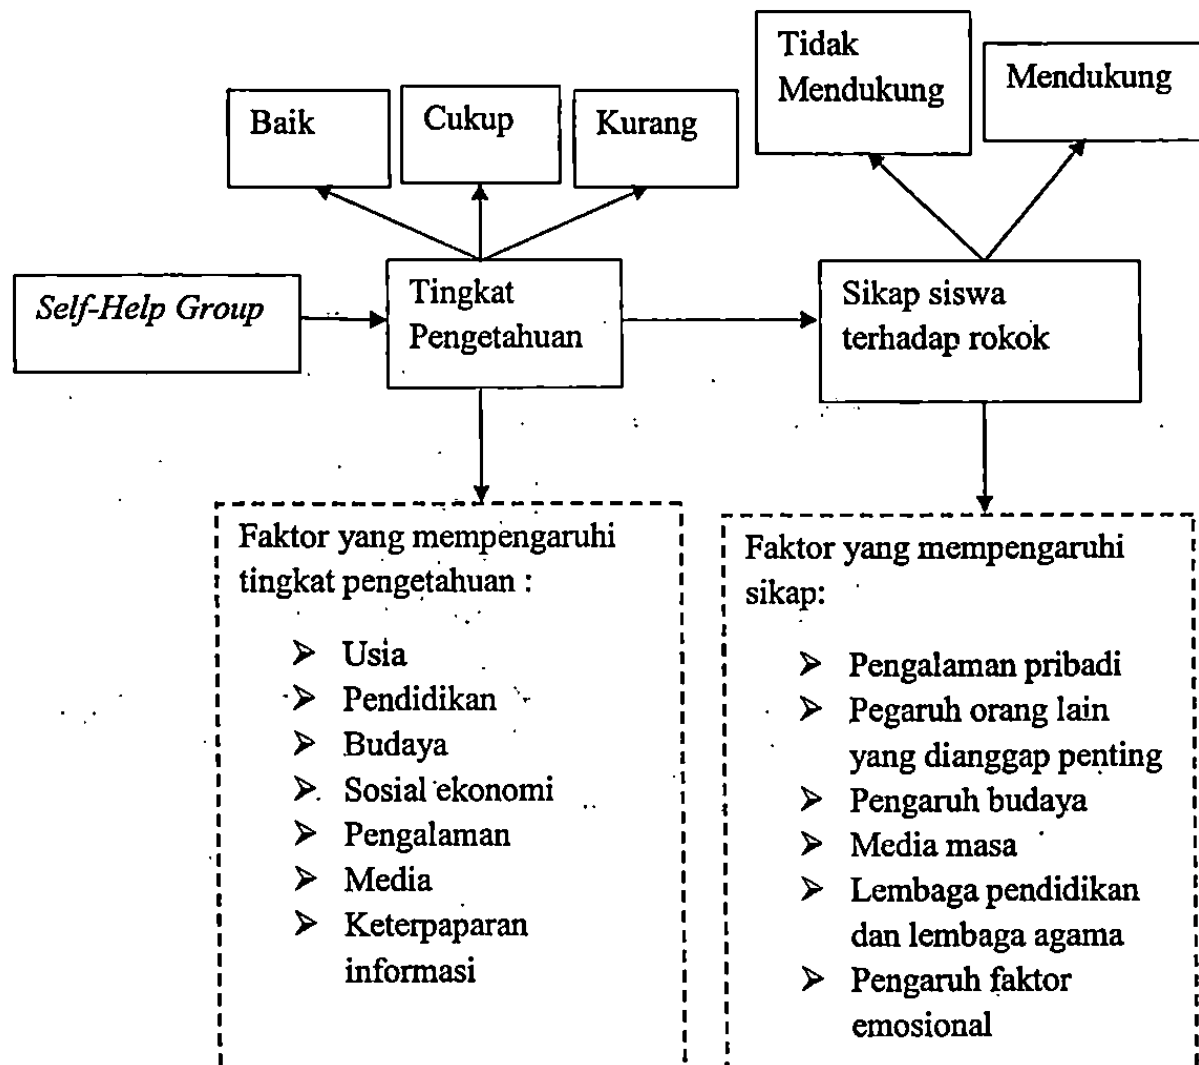 Tidak
Mendukung
Mendukung
Baik
Cukup
Kurang
Self-Help Group
Tingkat
Pengetahuan
Sikap siswa
terhadap rokok
Faktor yang mempengaruhi
tingkat pengetahuan :
➢ Usia
➢ Pendidikan
➢ Budaya
➢ Sosial ekonomi
➢ Pengalaman
➢ Media
➢ Keterpaparan
informasi
Faktor yang mempengaruhi
sikap:
➢ Pengalaman pribadi
➢ Pegaruh orang lain
yang dianggap penting
➢ Pengaruh budaya
➢ Media masa
➢ Lembaga pendidikan
dan lembaga agama
➢ Pengaruh faktor
emosional